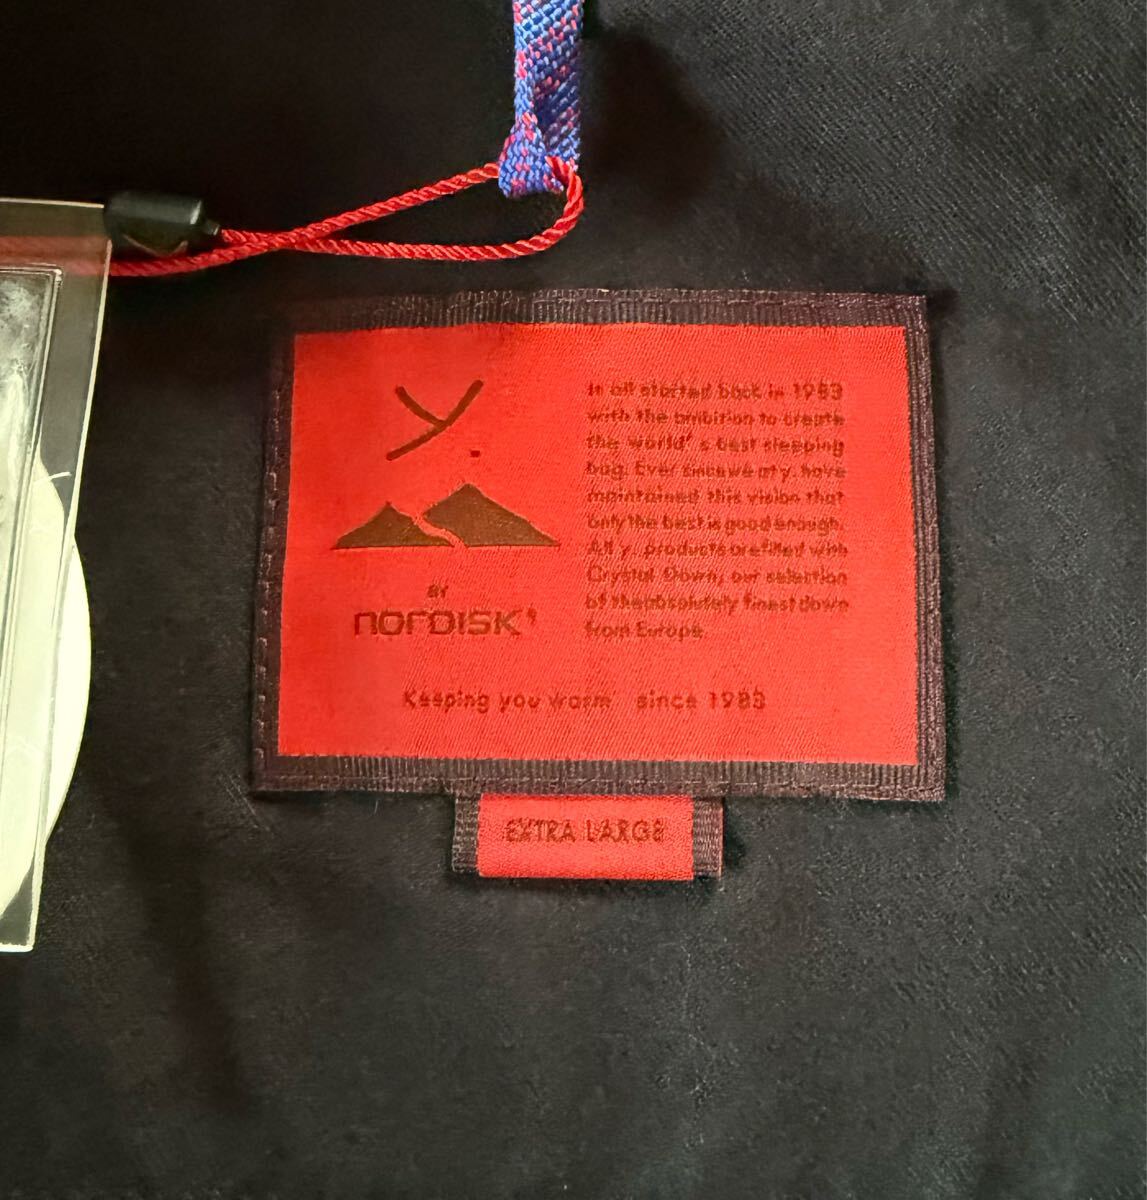 y.
BY
nordisk
It all started back in 1983
with the ambition to create
the world's best sleeping
bag. Ever since we at y. have
maintained this vision that
only the best is good enough.
All y. products are filled with
Crystal Down, our selection
of the absolutely finest down
from Europe
Keeping you warm since 1983
EXTRA LARGE